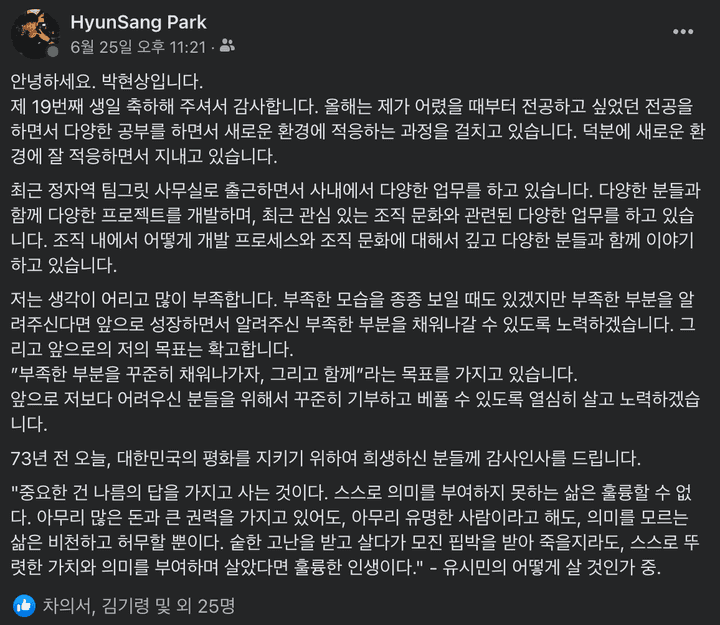 HyunSang Park
6월 25일 오후 11:21 ·
안녕하세요. 박현상입니다.
제 19번째 생일 축하해 주셔서 감사합니다. 올해는 제가 어렸을 때부터 전공하고 싶었던 전공을
하면서 다양한 공부를 하면서 새로운 환경에 적응하는 과정을 걸치고 있습니다. 덕분에 새로운 환
경에 잘 적응하면서 지내고 있습니다.
최근 정자역 팀그릿 사무실로 출근하면서 사내에서 다양한 업무를 하고 있습니다. 다양한 분들과
함께 다양한 프로젝트를 개발하며, 최근 관심 있는 조직 문화와 관련된 다양한 업무를 하고 있습
니다. 조직 내에서 어떻게 개발 프로세스와 조직 문화에 대해서 깊고 다양한 분들과 함께 이야기
하고 있습니다.
저는 생각이 어리고 많이 부족합니다. 부족한 모습을 종종 보일 때도 있겠지만 부족한 부분을 알
려주신다면 앞으로 성장하면서 알려주신 부족한 부분을 채워나갈 수 있도록 노력하겠습니다. 그
리고 앞으로의 저의 목표는 확고합니다.
"부족한 부분을 꾸준히 채워나가자, 그리고 함께"라는 목표를 가지고 있습니다.
앞으로 저보다 어려우신 분들을 위해서 꾸준히 기부하고 베풀 수 있도록 열심히 살고 노력하겠습
니다.
73년 전 오늘, 대한민국의 평화를 지키기 위하여 희생하신 분들께 감사인사를 드립니다.
"중요한 건 나름의 답을 가지고 사는 것이다. 스스로 의미를 부여하지 못하는 삶은 훌륭할 수 없
다. 아무리 많은 돈과 큰 권력을 가지고 있어도, 아무리 유명한 사람이라고 해도, 의미를 모르는
삶은 비천하고 허무할 뿐이다. 숱한 고난을 받고 살다가 모진 핍박을 받아 죽을지라도, 스스로 뚜
렷한 가치와 의미를 부여하며 살았다면 훌륭한 인생이다." - 유시민의 어떻게 살 것인가 중.
차의서, 김기령 및 외 25명